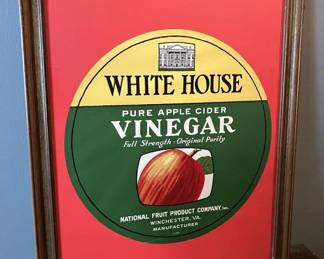 WHITE HOUSE
PURE APPLE CIDER
VINEGAR
Full Strength - Original Purity
NATIONAL FRUIT PRODUCT COMPANY, INC.
WINCHESTER, VA.
MANUFACTURER